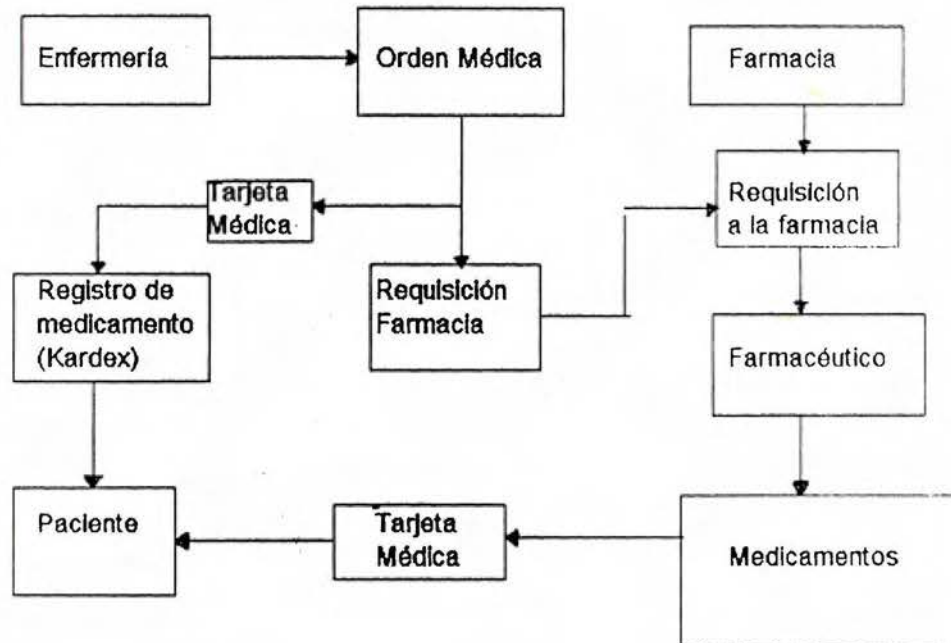 Enfermería
Orden Médica
Farmacia
Tarjeta
Médica
Requisición
a la farmacia
Registro de
medicamento
(Kardex)
Requisición
Farmacia
Farmacéutico
Paciente
Tarjeta
Médica
Medicamentos